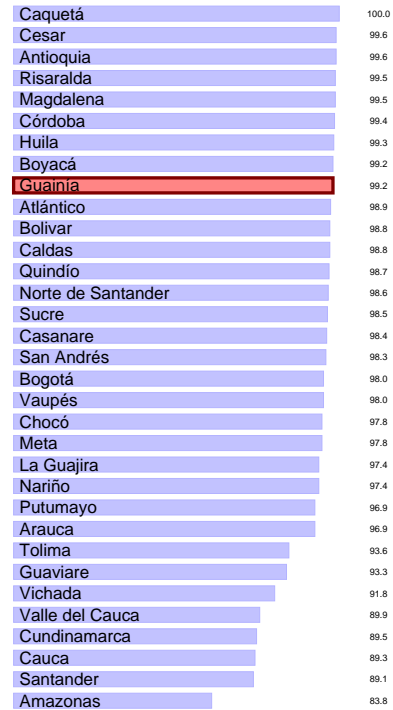 Caquetá 100.0
Cesar 99.6
Antioquia 99.6
Risaralda 99.5
Magdalena 99.5
Córdoba 99.4
Huila 99.3
Boyacá 99.2
Guainía 99.2
Atlántico 98.9
Bolivar 98.8
Caldas 98.8
Quindío 98.7
Norte de Santander 98.6
Sucre 98.5
Casanare 98.4
San Andrés 98.3
Bogotá 98.0
Vaupés 98.0
Chocó 97.8
Meta 97.8
La Guajira 97.4
Nariño 97.4
Putumayo 96.9
Arauca 96.9
Tolima 93.6
Guaviare 93.3
Vichada 91.8
Valle del Cauca 89.9
Cundinamarca 89.5
Cauca 89.3
Santander 89.1
Amazonas 83.8